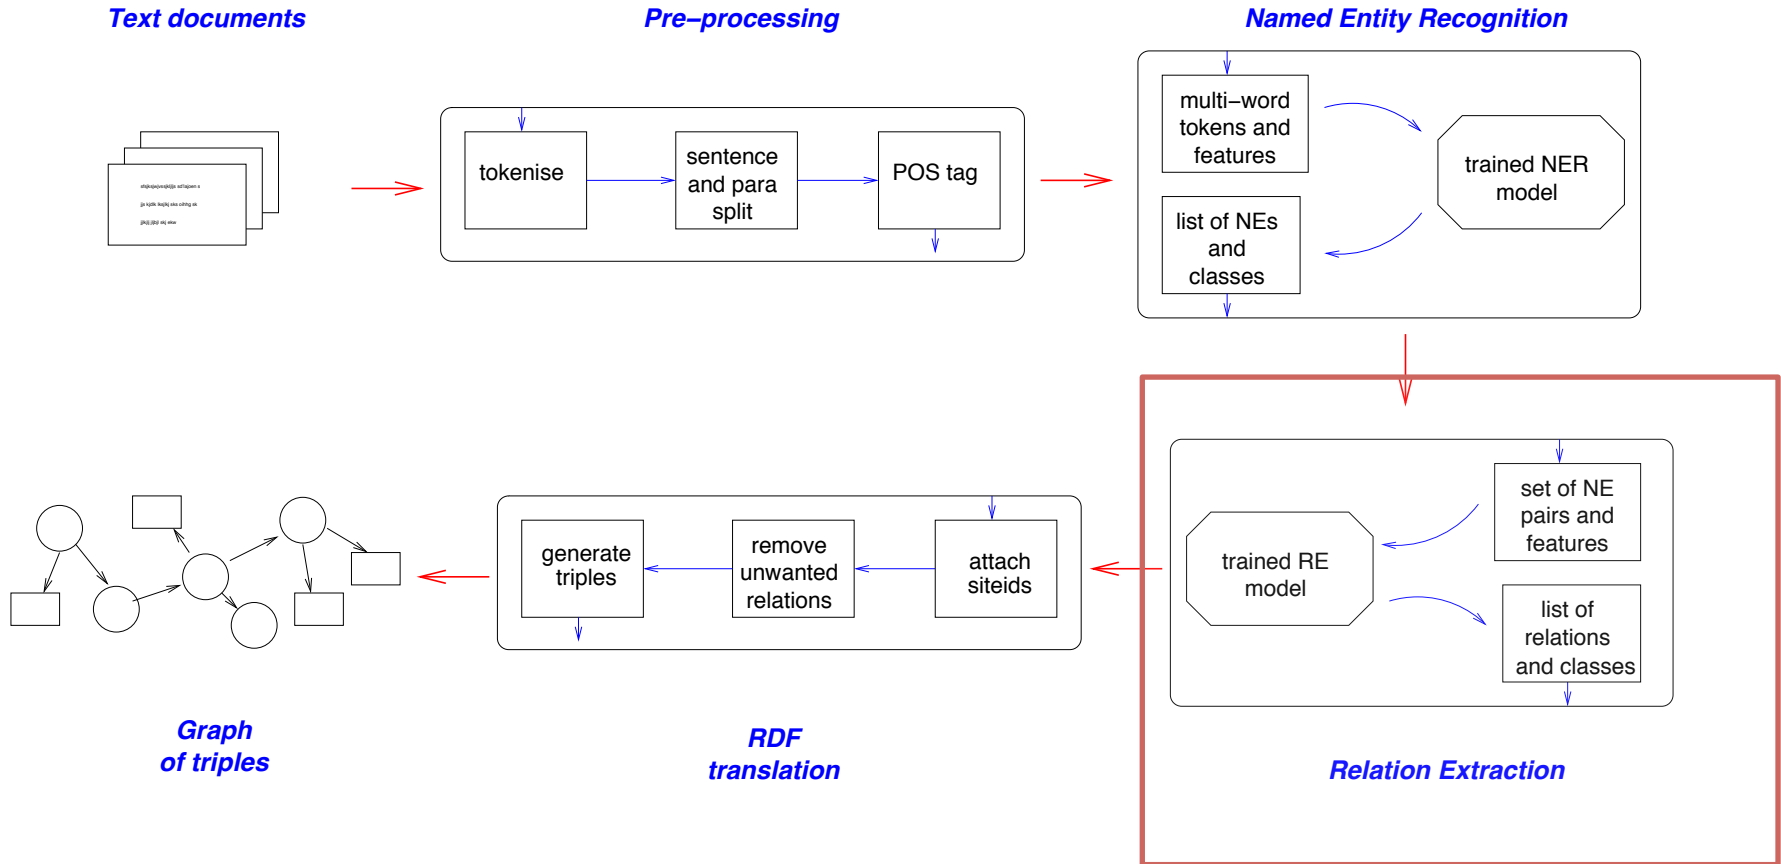 Text documents
Pre–processing
Named Entity Recognition
tokenise
sentence
and para
split
POS tag
multi–word
tokens and
features
trained NER
model
list of NEs
and
classes
set of NE
pairs and
features
trained RE
model
list of
relations
and classes
attach
siteids
remove
unwanted
relations
generate
triples
Graph
of triples
RDF
translation
Relation Extraction